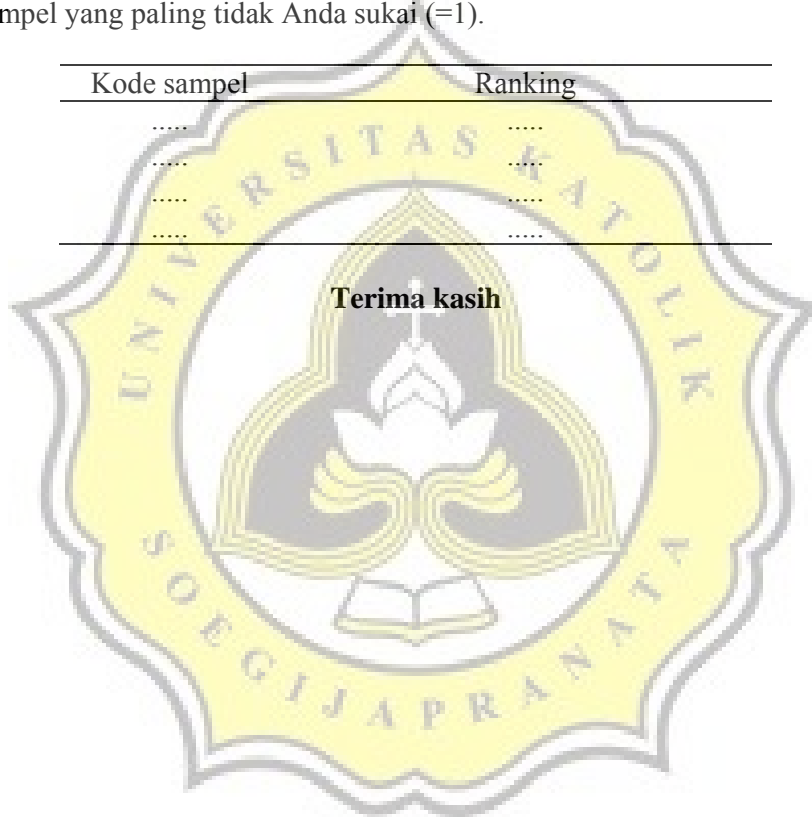 mpel yang paling tidak Anda sukai (=1).
Kode sampel Ranking
..... .....
..... .....
..... .....
..... .....
Terima kasih
UNIVERSITAS KATOLIK
SOEGIJAPRANATA